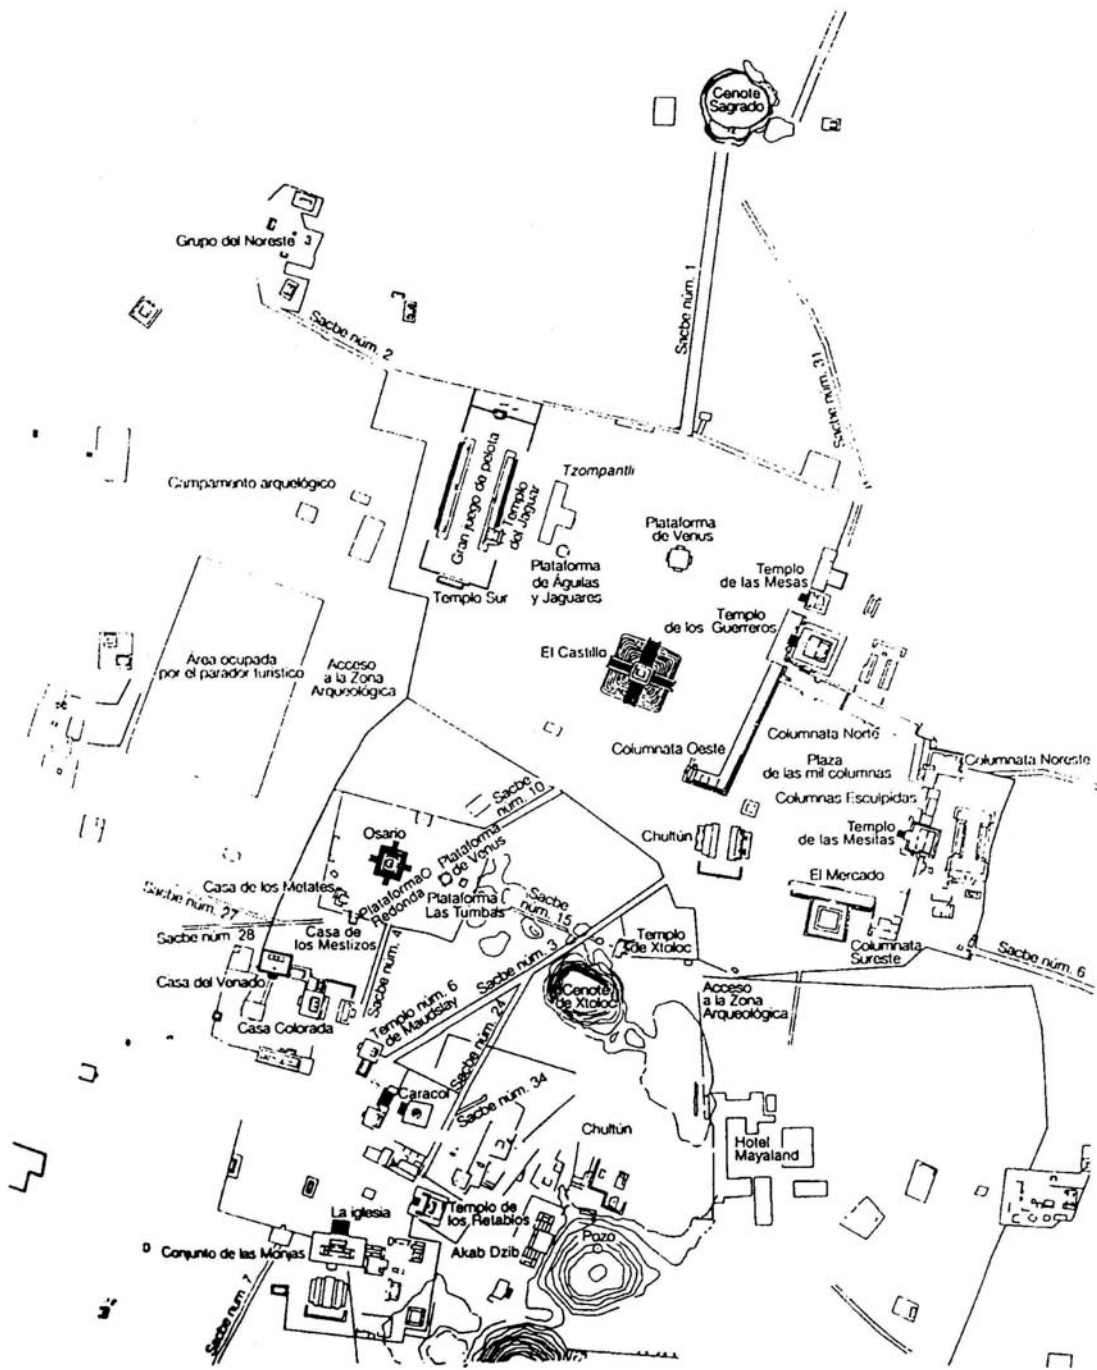 Cenote
Sagrado
Grupo del Noreste
Sacbe núm. 1
Sacbe núm. 2
Sacbe núm. 31
Campamento arquelógico
Gran juego de pelota
Templo
del Jaguar
Tzompantli
Plataforma
de Venus
Plataforma
de Águilas
y Jaguares
Templo Sur
Templo
de las Mesas
Templo
de los Guerreros
El Castillo
Área ocupada
por el parador turístico
Acceso
a la Zona
Arqueológica
Columnata Norte
Columnata Oeste
Plaza
de las mil columnas
Columnata Noreste
Columnas Esculpidas
Sacbe
núm. 10
Osario
Plataforma
de Venus
Chultún
Templo
de las Mesitas
El Mercado
Casa de los Metates
Plataforma
Redonda
Plataforma
Las Tumbas
Sacbe
núm. 15
Sacbe núm. 27
Sacbe núm. 28
Casa de
los Mestizos
Sacbe núm. 4
Sacbe núm. 3
Templo
de Xtoloc
Columnata
Sureste
Sacbe núm. 6
Casa del Venado
Cenote
de Xtoloc
Acceso
a la Zona
Arqueológica
Casa Colorada
Templo núm. 6
de Maudslay
Sacbe núm. 24
Caracol
Sacbe núm. 34
Chultún
Hotel
Mayaland
La iglesia
Templo de
los Retablos
Conjunto de las Monjas
Akab Dzib
Pozo
Sacbe núm. 7